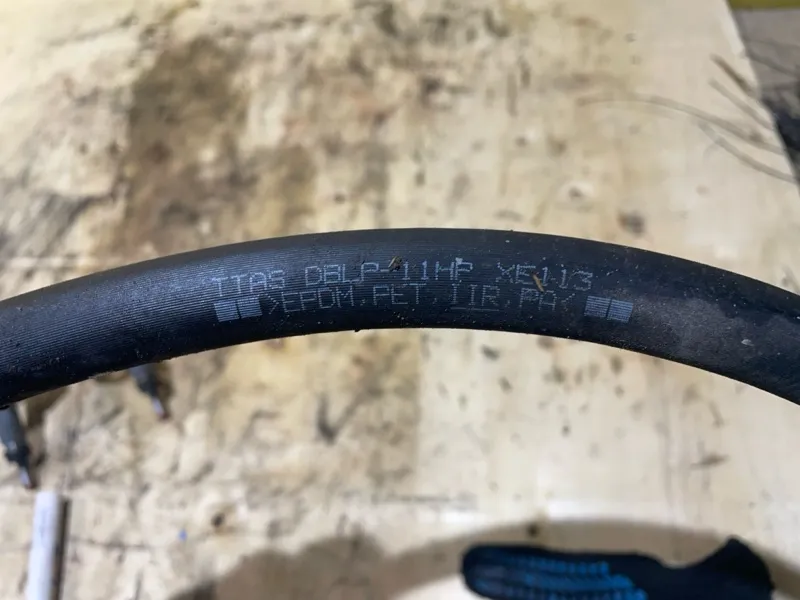 TTAS DBLP-11HP XE113
>EPDM,PET,IIR,PA<